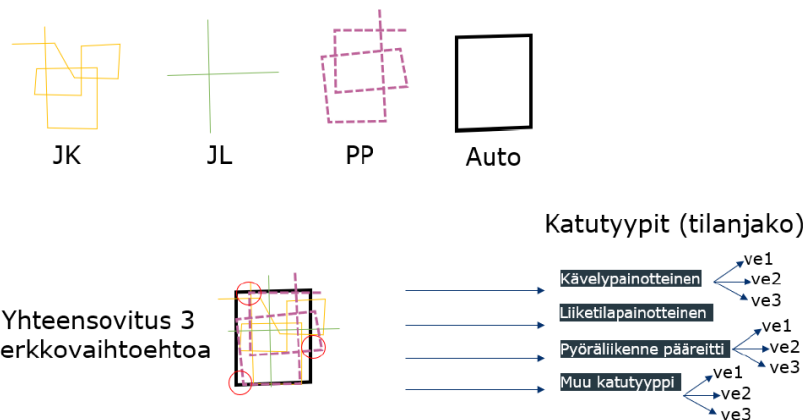 JK
JL
PP
Auto
Katutyypit (tilanjako)
Yhteensovitus 3
erkkovaihtoehtoa
Kävelypainotteinen
ve1
ve2
ve3
Liiketilapainotteinen
Pyöräliikenne pääreitti
ve1
ve2
ve3
Muu katutyyppi
ve1
ve2
ve3